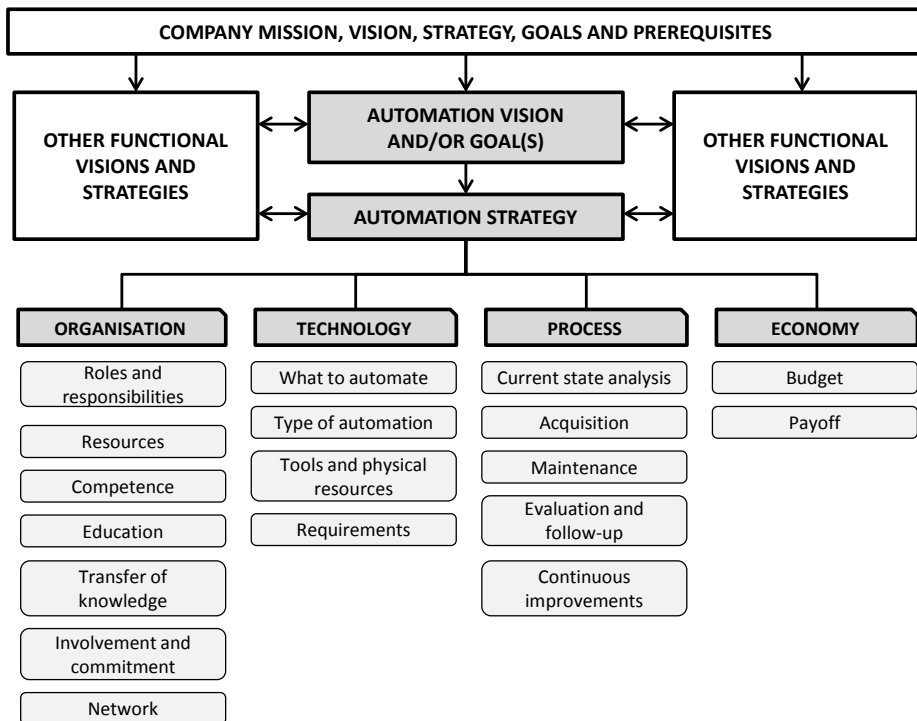 COMPANY MISSION, VISION, STRATEGY, GOALS AND PREREQUISITES
OTHER FUNCTIONAL
VISIONS AND
STRATEGIES
AUTOMATION VISION
AND/OR GOAL(S)
OTHER FUNCTIONAL
VISIONS AND
STRATEGIES
AUTOMATION STRATEGY
ORGANISATION
Roles and
responsibilities
Resources
Competence
Education
Transfer of
knowledge
Involvement and
commitment
Network
TECHNOLOGY
What to automate
Type of automation
Tools and physical
resources
Requirements
PROCESS
Current state analysis
Acquisition
Maintenance
Evaluation and
follow-up
Continuous
improvements
ECONOMY
Budget
Payoff